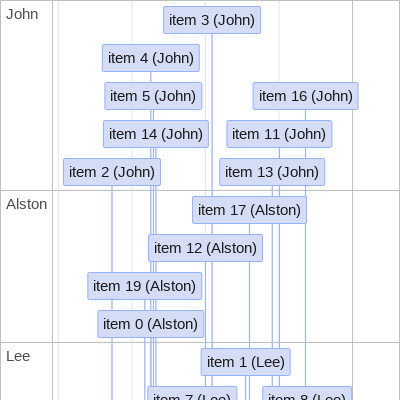 John
item 3 (John)
item 4 (John)
item 5 (John)
item 16 (John)
item 14 (John)
item 11 (John)
item 2 (John)
item 13 (John)
Alston
item 17 (Alston)
item 12 (Alston)
item 19 (Alston)
item 0 (Alston)
Lee
item 1 (Lee)
item 7 (Lee)
item 8 (Lee)